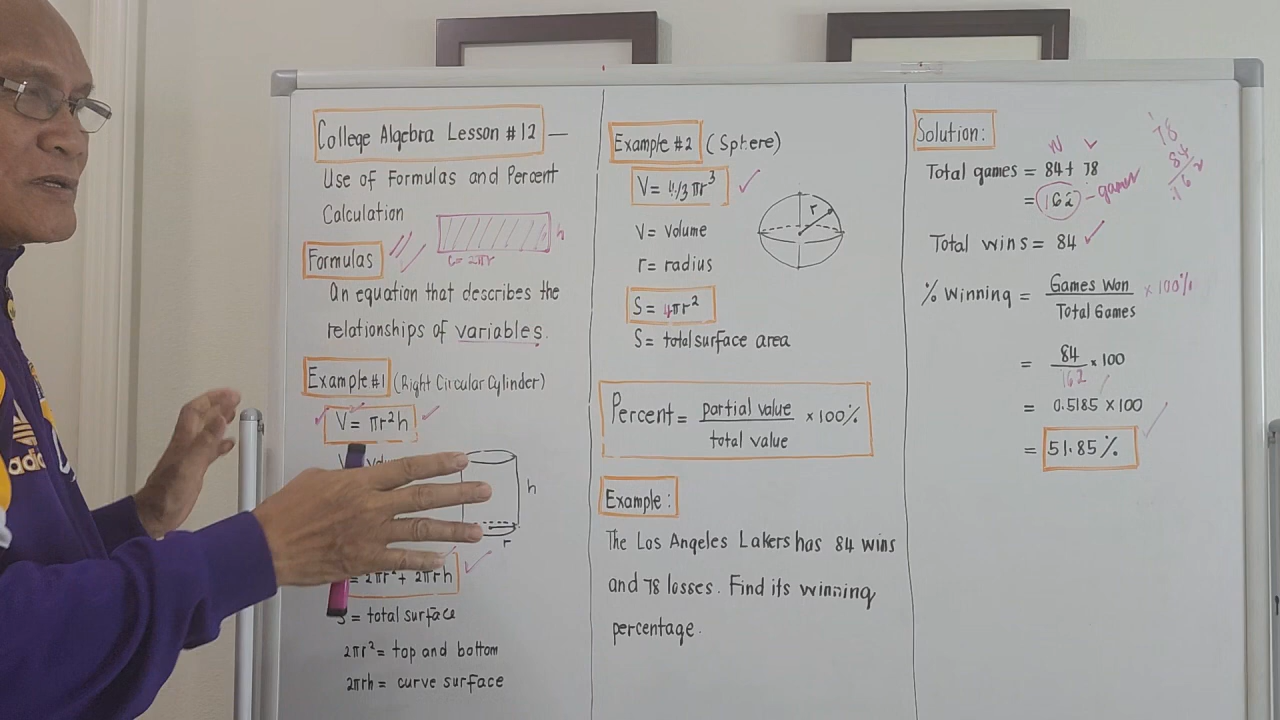 College Algebra Lesson #12 —
Use of Formulas and Percent
Calculation
h
C = 2πr
Formulas
An equation that describes the
relationships of variables.
Example #1 (Right Circular Cylinder)
V = πr²h
h
r
= 2πr² + 2πrh
S = total surface
2πr² = top and bottom
2πrh = curve surface
Example #2 (Sphere)
V = 4/3 πr³
r
V = volume
r = radius
S = 4πr²
S = total surface area
Percent = partial value / total value × 100%
Example:
The Los Angeles Lakers has 84 wins
and 78 losses. Find its winning
percentage.
Solution:
W L
Total games = 84 + 78
= 162 - games
78
84
162
Total wins = 84
% Winning = Games Won / Total Games × 100%
= 84 / 162 × 100
= 0.5185 × 100
= 51.85%
adidas